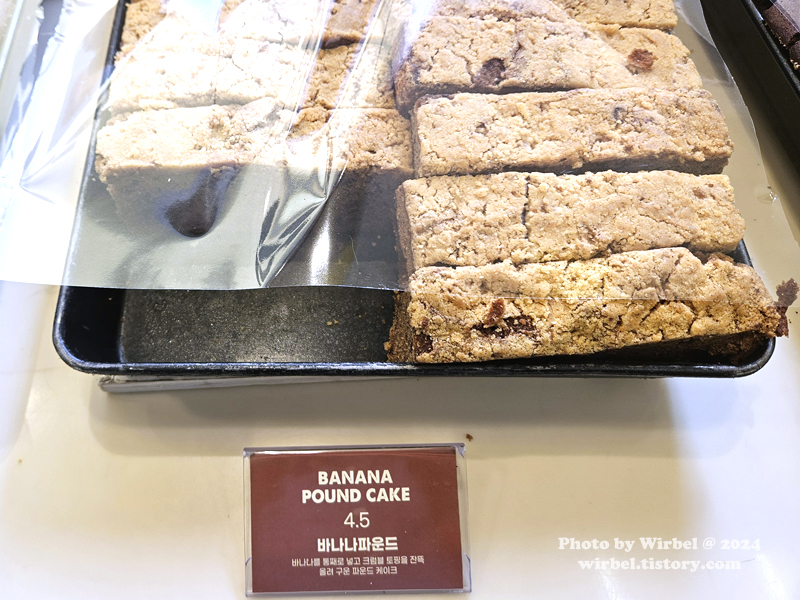 BANANA
POUND CAKE
4.5
바나나파운드
바나나를 통째로 넣고 크럼블 토핑을 잔뜩
올려 구운 파운드 케이크
Photo by Wirbel @ 2024
wirbel.tistory.com